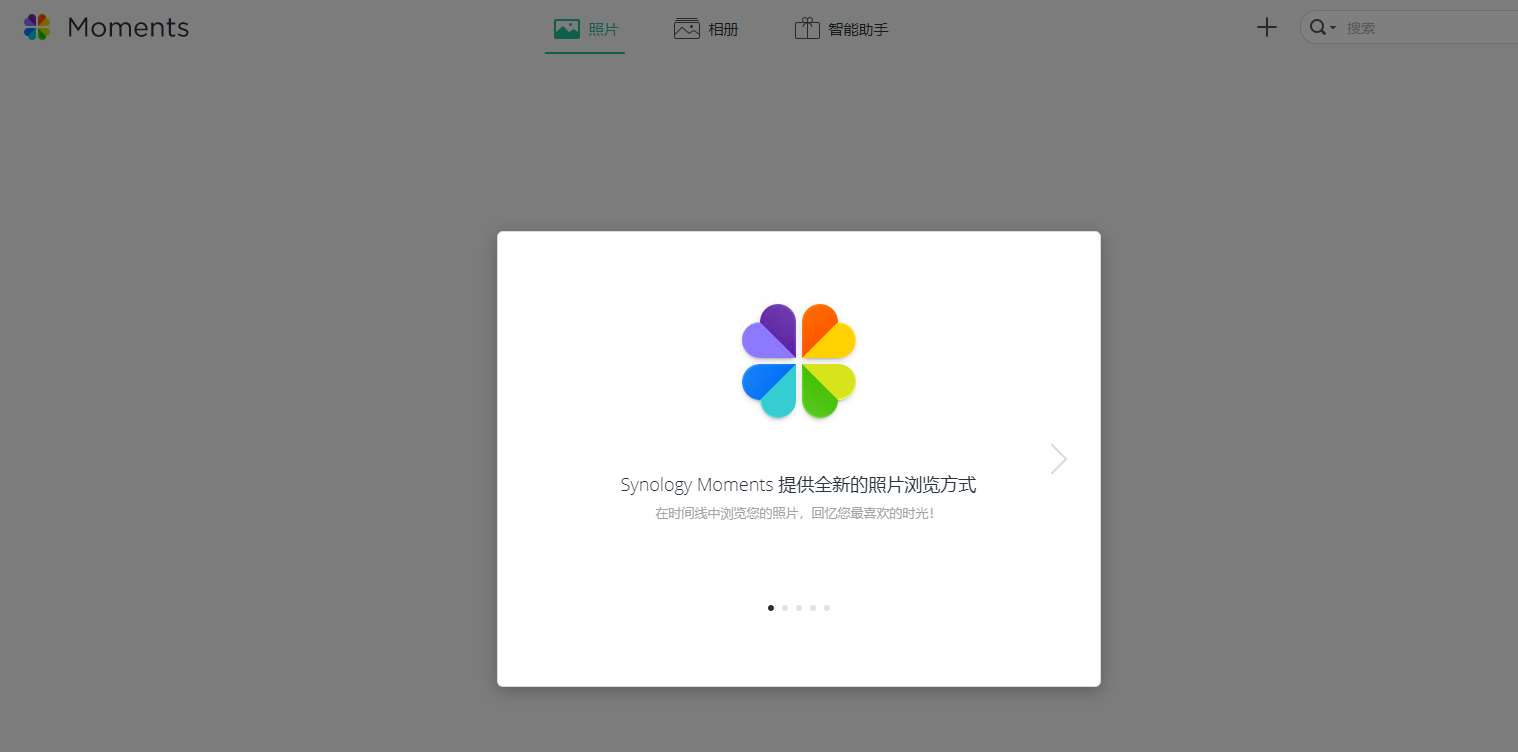 Moments
照片
相册
智能助手
搜索
Synology Moments 提供全新的照片浏览方式
在时间线中浏览您的照片，回忆您最喜欢的时光！